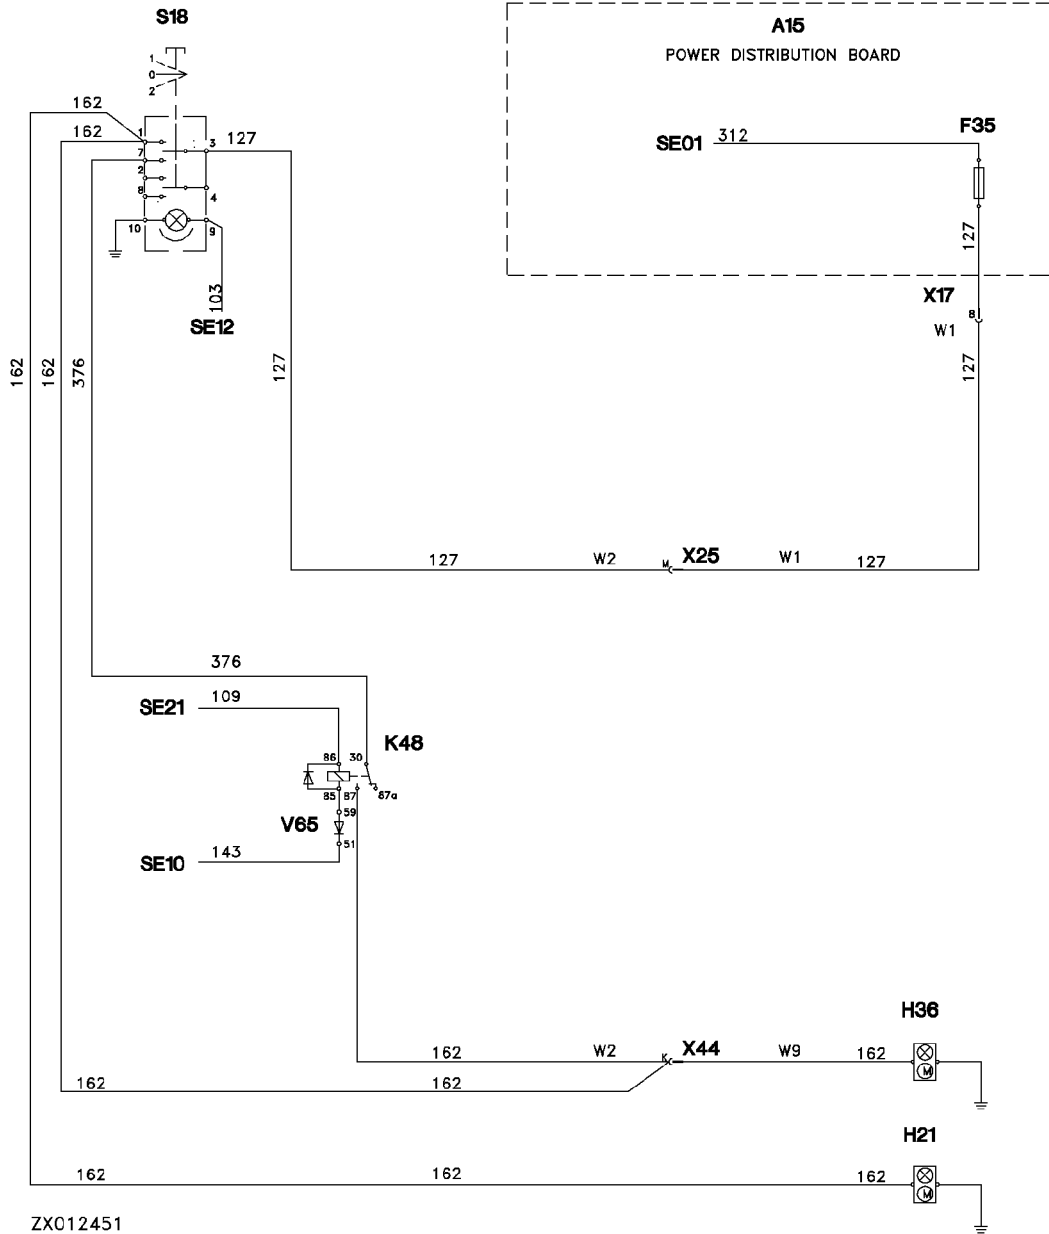 S18
A15
POWER DISTRIBUTION BOARD
1
0
2
162
162
1
7
2
8
10
3
4
9
127
SE01
312
F35
127
103
SE12
X17
8
W1
162
162
376
127
127
127
W2
M
X25
W1
127
376
SE21
109
K48
86
30
85
87
87a
59
V65
51
SE10
143
H36
162
W2
K
X44
W9
162
M
162
162
H21
162
162
162
M
ZX012451